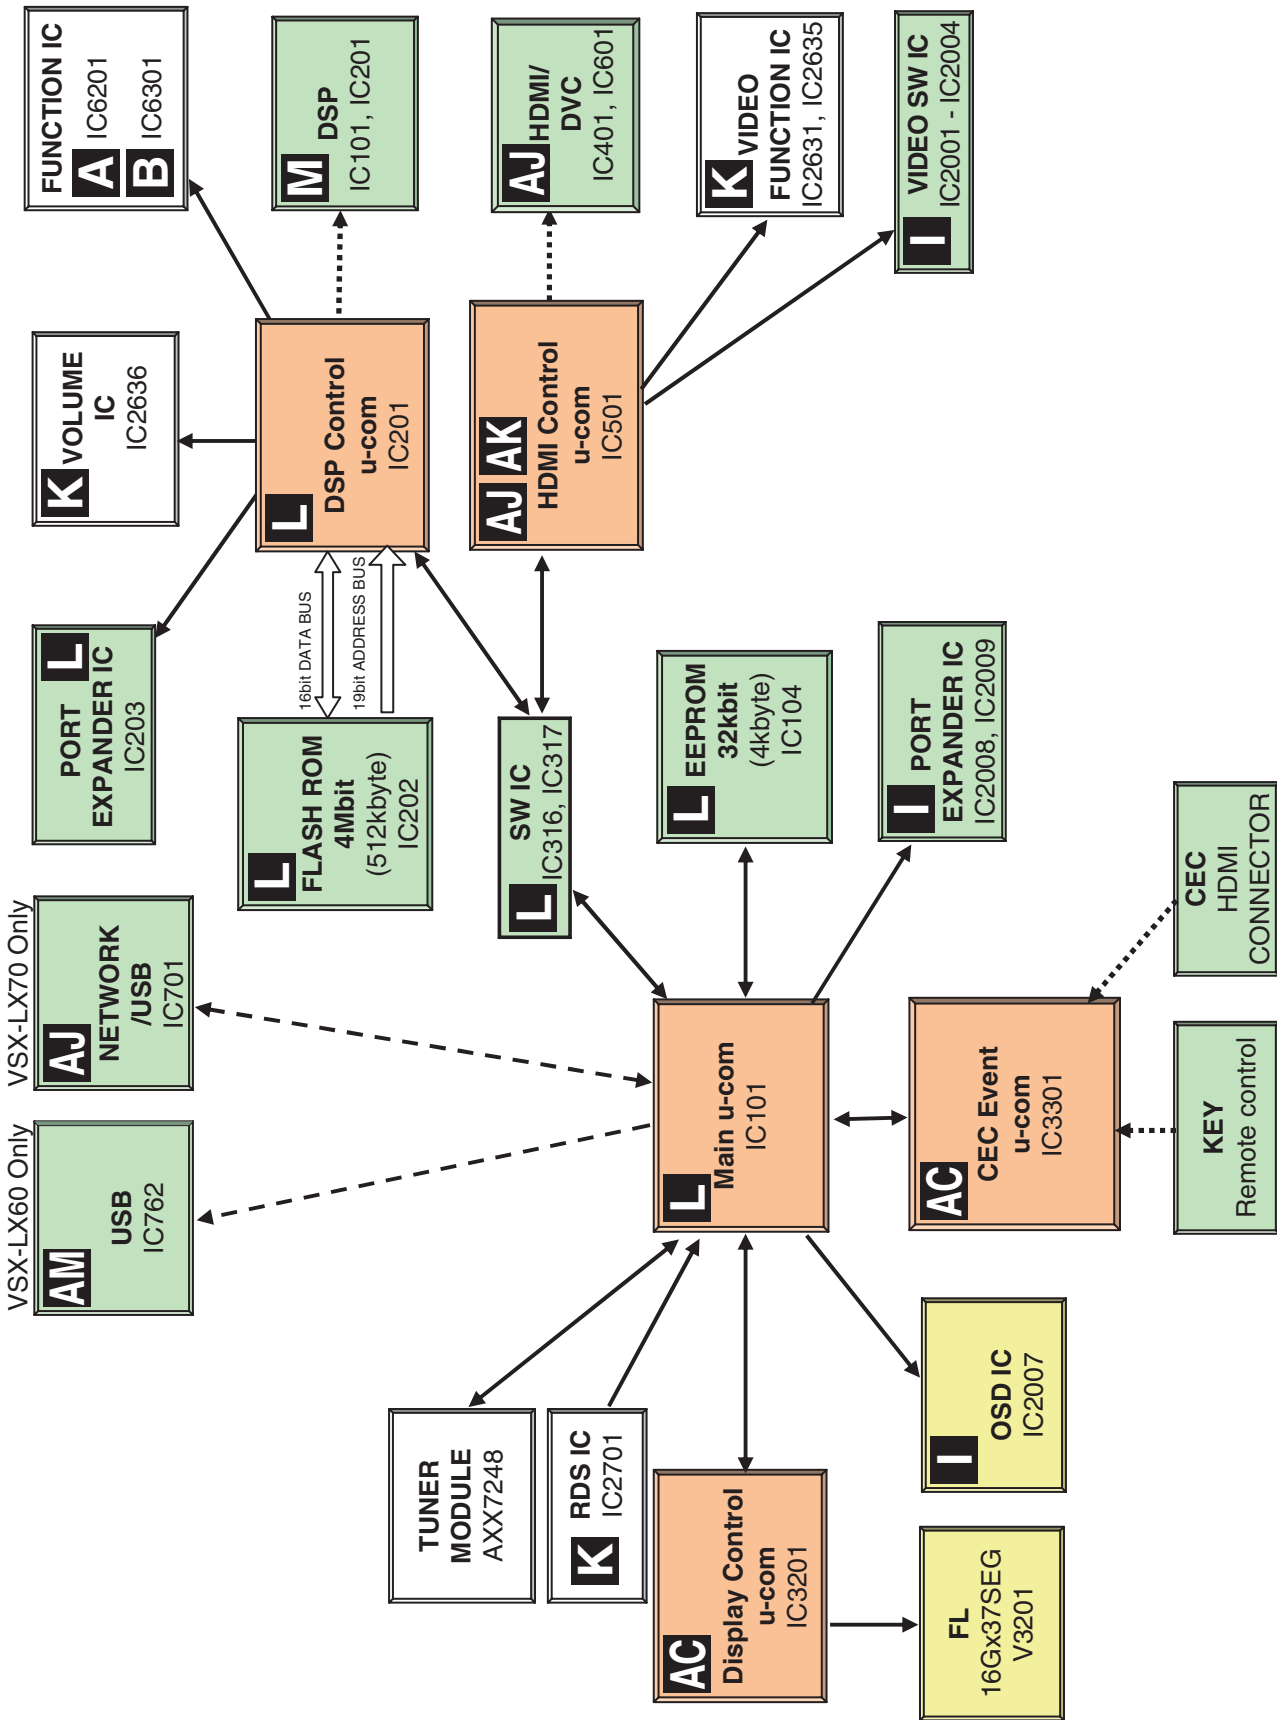 VSX-LX60 Only
AM
USB
IC762
VSX-LX70 Only
AJ
NETWORK
/USB
IC701
PORT
L
EXPANDER IC
IC203
K
VOLUME
IC
IC2636
FUNCTION IC
A
IC6201
B
IC6301
L
FLASH ROM
4Mbit
(512kbyte)
IC202
16bit DATA BUS
19bit ADDRESS BUS
L
DSP Control
u-com
IC201
M
DSP
IC101, IC201
TUNER
MODULE
AXX7248
K
RDS IC
IC2701
L
SW IC
IC316, IC317
AJ
AK
HDMI Control
u-com
IC501
AJ
HDMI/
DVC
IC401, IC601
AC
Display Control
u-com
IC3201
L
Main u-com
IC101
L
EEPROM
32kbit
(4kbyte)
IC104
K
VIDEO
FUNCTION IC
IC2631, IC2635
FL
16Gx37SEG
V3201
I
OSD IC
IC2007
AC
CEC Event
u-com
IC3301
I
PORT
EXPANDER IC
IC2008, IC2009
I
VIDEO SW IC
IC2001 - IC2004
KEY
Remote control
CEC
HDMI
CONNECTOR